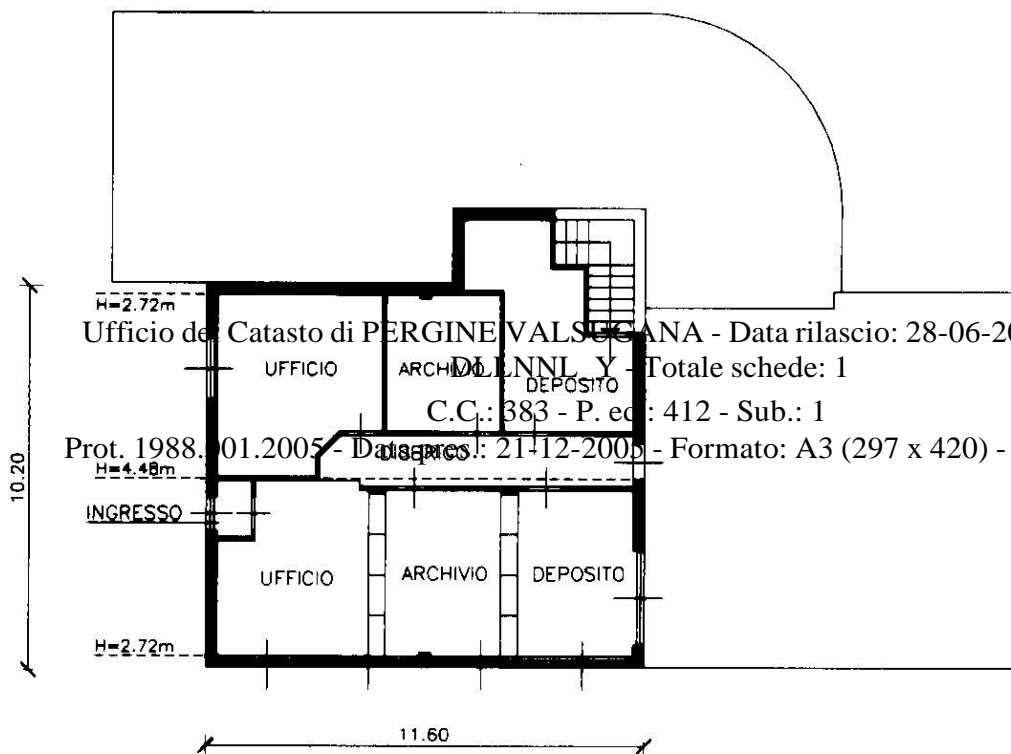 H=2.72m
Ufficio del Catasto di PERGINE VALSUGANA - Data rilascio: 28-06-20
UFFICIO
ARCHIVIO
DLLNNL Y - Totale schede: 1
DEPOSITO
C.C.: 383 - P. ed.: 412 - Sub.: 1
Prot. 1988.001.2005 - Data pres.: 21-12-2005 - Formato: A3 (297 x 420) -
H=4.48m
10.20
INGRESSO
UFFICIO
ARCHIVIO
DEPOSITO
H=2.72m
11.60